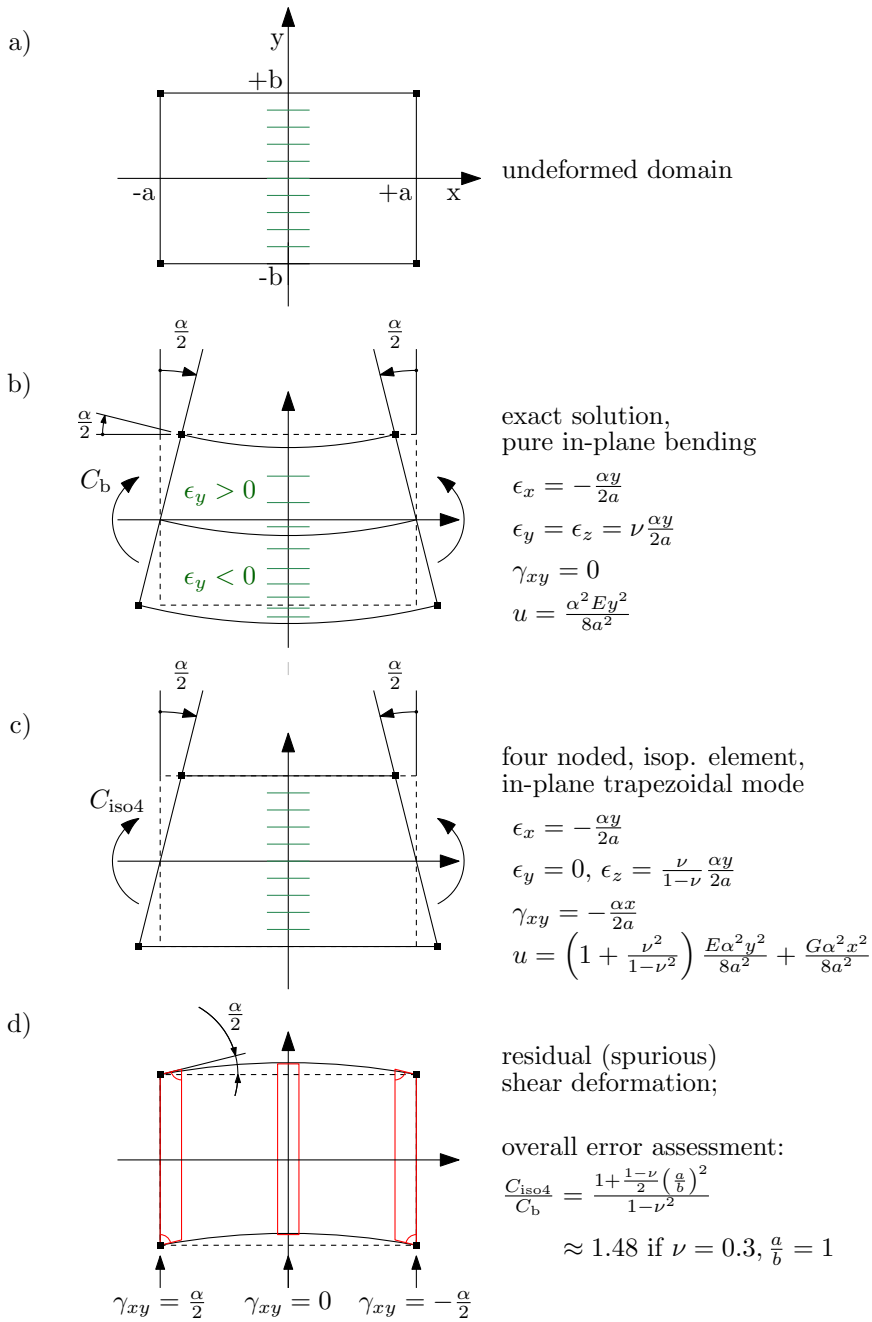 a)
y
+b
-a
+a
x
-b
undeformed domain
α/2
α/2
b)
α/2
C_b
ϵ_y > 0
ϵ_y < 0
exact solution,
pure in-plane bending
ϵ_x = −αy/2a
ϵ_y = ϵ_z = ν αy/2a
γ_xy = 0
u = α²Ey²/8a²
α/2
α/2
c)
C_iso4
four noded, isop. element,
in-plane trapezoidal mode
ϵ_x = −αy/2a
ϵ_y = 0, ϵ_z = ν/(1−ν) αy/2a
γ_xy = −αx/2a
u = (1 + ν²/(1−ν²)) Eα²y²/8a² + Gα²x²/8a²
d)
α/2
residual (spurious)
shear deformation;
overall error assessment:
C_iso4/C_b = (1+(1−ν)/2 (a/b)²)/(1−ν²)
≈ 1.48 if ν = 0.3, a/b = 1
γ_xy = α/2
γ_xy = 0
γ_xy = −α/2